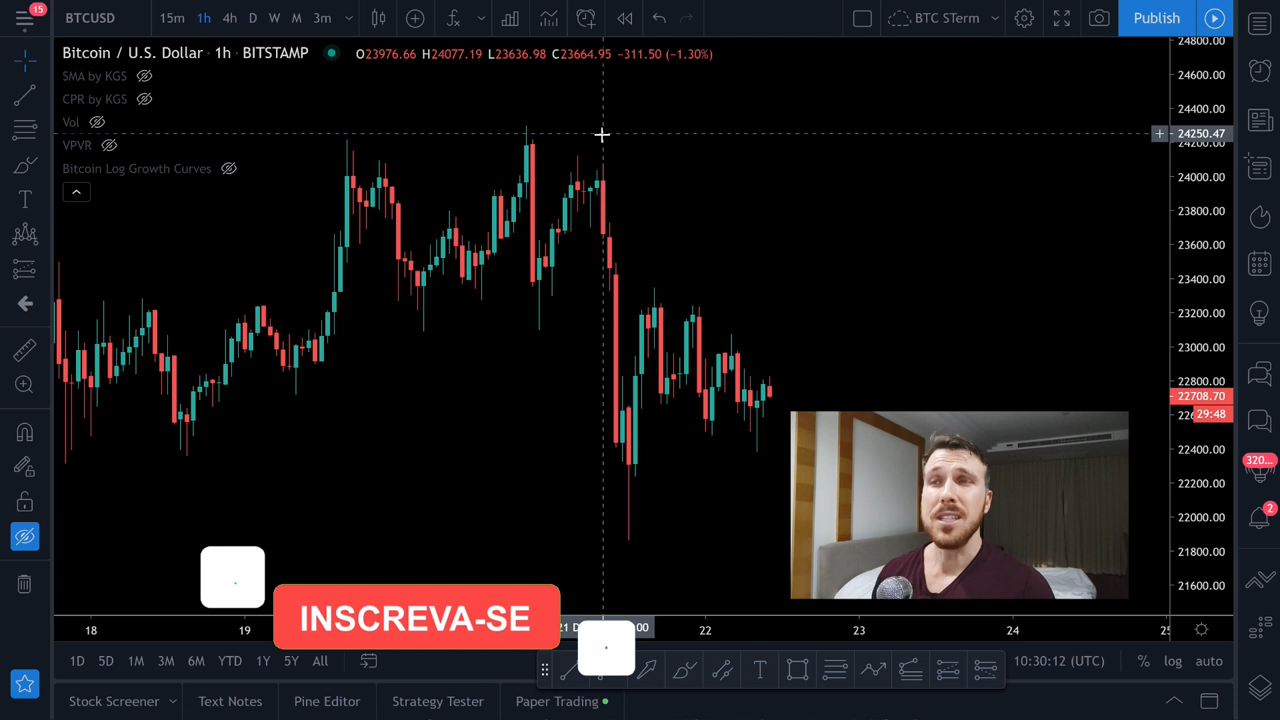 15
BTCUSD
15m 1h 4h D W M 3m
BTC STerm
Publish
Bitcoin / U.S. Dollar · 1h · BITSTAMP
O23976.66 H24077.19 L23636.98 C23664.95 −311.50 (−1.30%)
SMA by KGS
CPR by KGS
Vol
VPVR
Bitcoin Log Growth Curves
24800.00
24600.00
24400.00
24250.47
24200.00
24000.00
23800.00
23600.00
23400.00
23200.00
23000.00
22800.00
22708.70
29:48
22400.00
22200.00
22000.00
21800.00
21600.00
320...
2
INSCREVA-SE
18 19 21 22 23 24
1D 5D 1M 3M 6M YTD 1Y 5Y All
10:30:12 (UTC) % log auto
Stock Screener Text Notes Pine Editor Strategy Tester Paper Trading